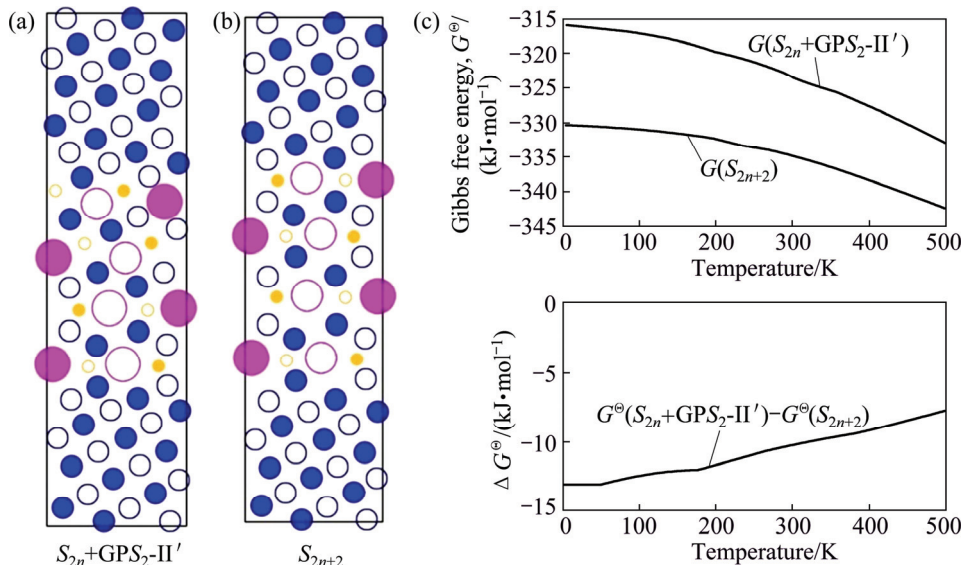 (a)
(b)
(c)
S₂ₙ+GPS₂-II′
S₂ₙ₊₂
Gibbs free energy, G^Θ/
(kJ•mol⁻¹)
−315
−320
−325
−330
−335
−340
−345
G(S₂ₙ+GPS₂-II′)
G(S₂ₙ₊₂)
0 100 200 300 400 500
Temperature/K
Δ G^Θ/(kJ•mol⁻¹)
0
−5
−10
−15
G^Θ(S₂ₙ+GPS₂-II′)−G^Θ(S₂ₙ₊₂)
0 100 200 300 400 500
Temperature/K